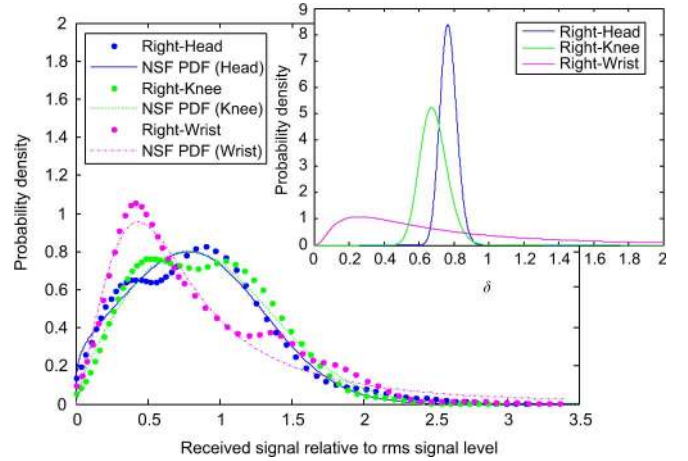 2
1.8
1.6
1.4
1.2
1
0.8
0.6
0.4
0.2
0
Probability density
Right-Head
NSF PDF (Head)
Right-Knee
NSF PDF (Knee)
Right-Wrist
NSF PDF (Wrist)
0 0.5 1 1.5 2 2.5 3 3.5
Received signal relative to rms signal level
9
8
7
6
5
4
3
2
1
0
Probability density
Right-Head
Right-Knee
Right-Wrist
0 0.2 0.4 0.6 0.8 1 1.2 1.4 1.6 1.8 2
δ